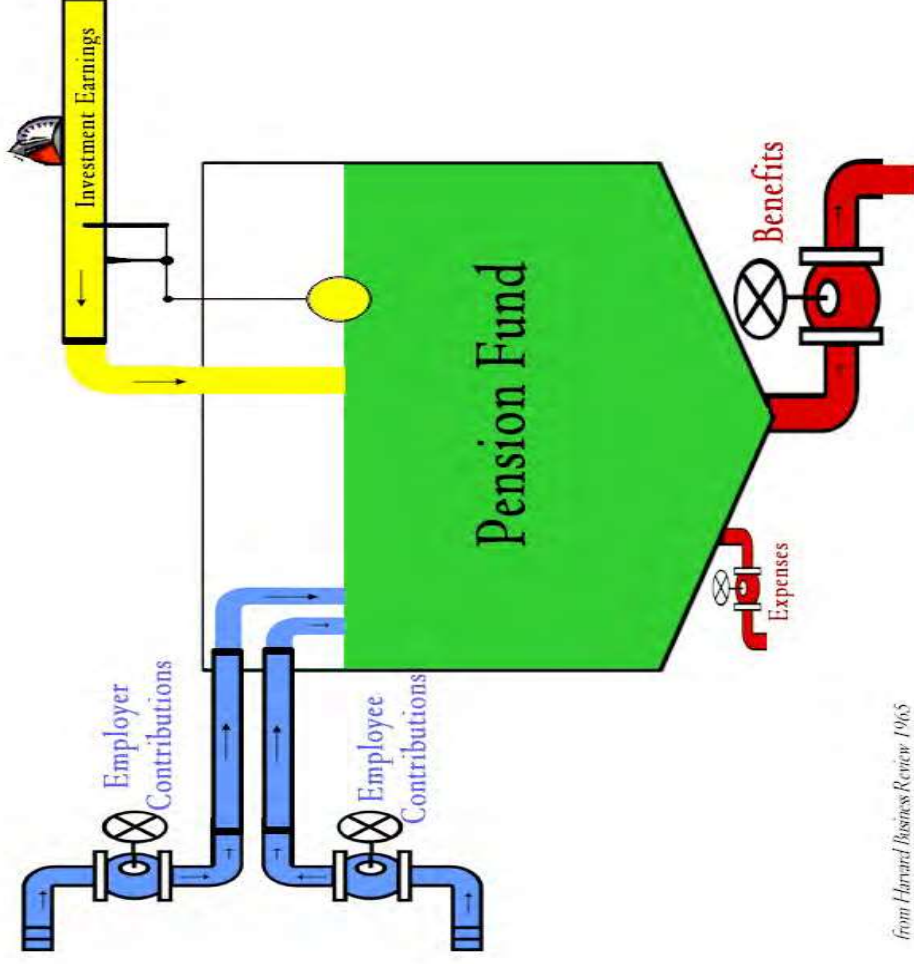 Investment Earnings
Employer
Contributions
Employee
Contributions
Pension Fund
Benefits
Expenses
from Harvard Business Review 1965